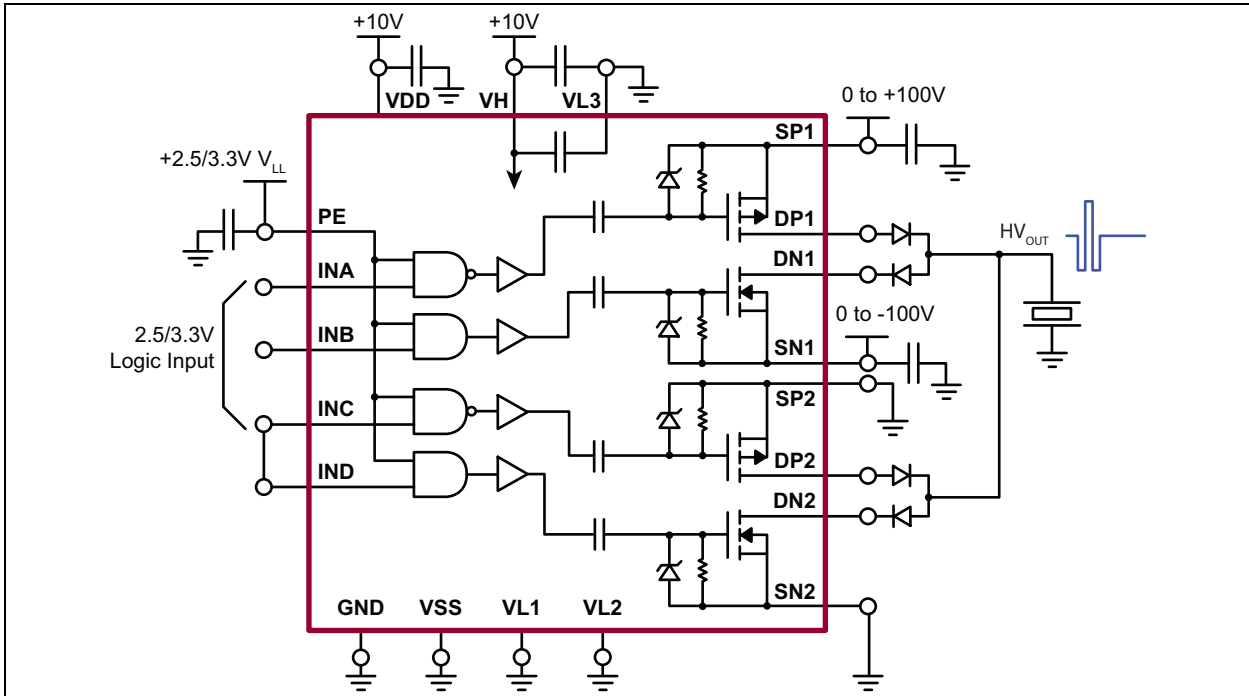 +10V
+10V
VDD
VH
VL3
0 to +100V
SP1
+2.5/3.3V VLL
PE
DP1
HVOUT
INA
DN1
0 to -100V
2.5/3.3V
Logic Input
INB
SN1
SP2
INC
DP2
IND
DN2
SN2
GND
VSS
VL1
VL2